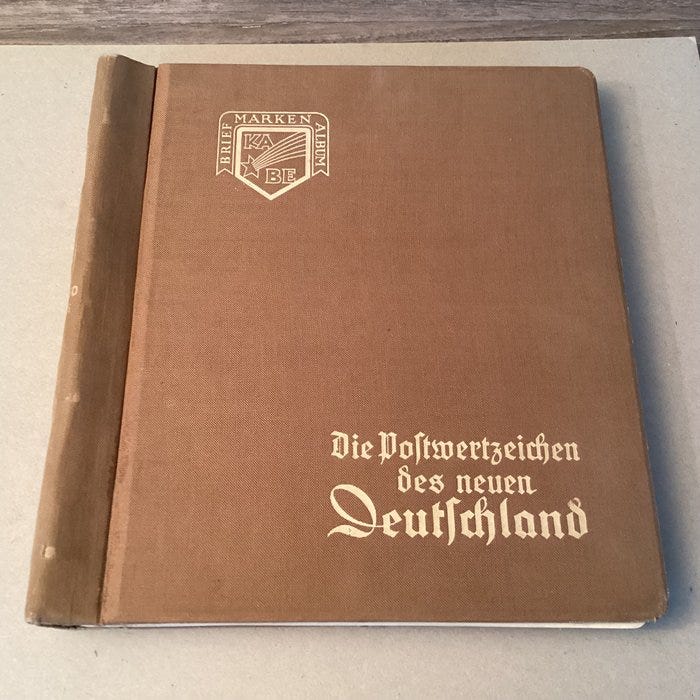 BRIEF MARKEN ALBUM
KA
BE
Die Postwertzeichen
des neuen
Deutschland